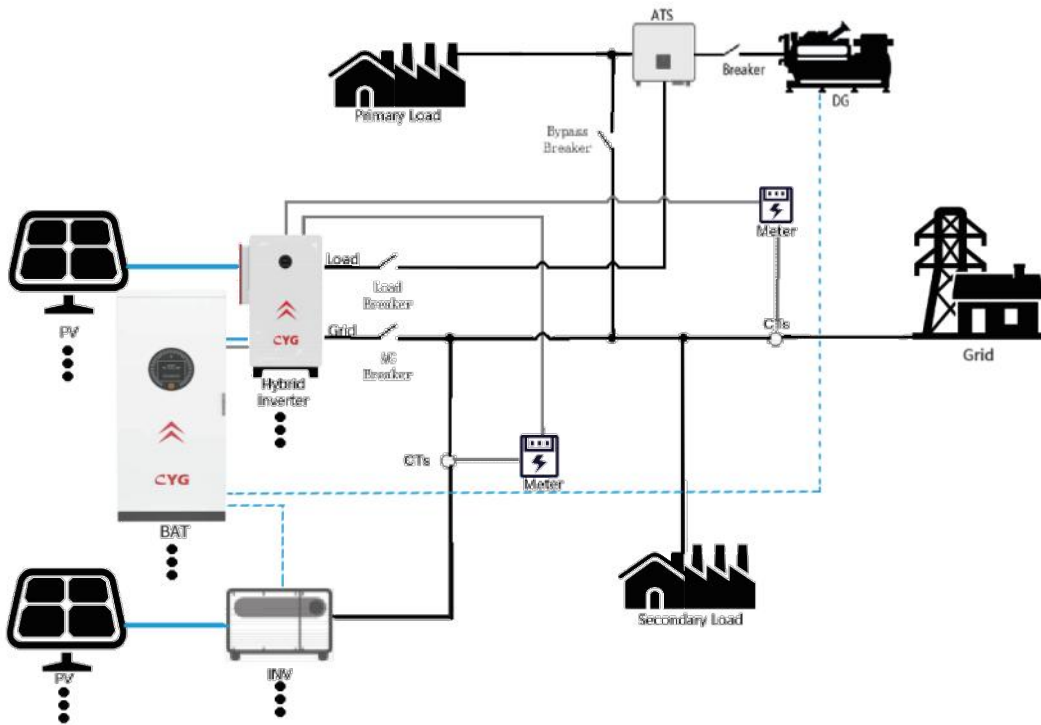 ATS
Breaker
DG
Primary Load
Bypass
Breaker
Meter
Load
Load
Breaker
CTs
PV
Grid
CYG
AC
Breaker
Grid
Hybrid
Inverter
CYG
CTs
Meter
BAT
Secondary Load
PV
INV